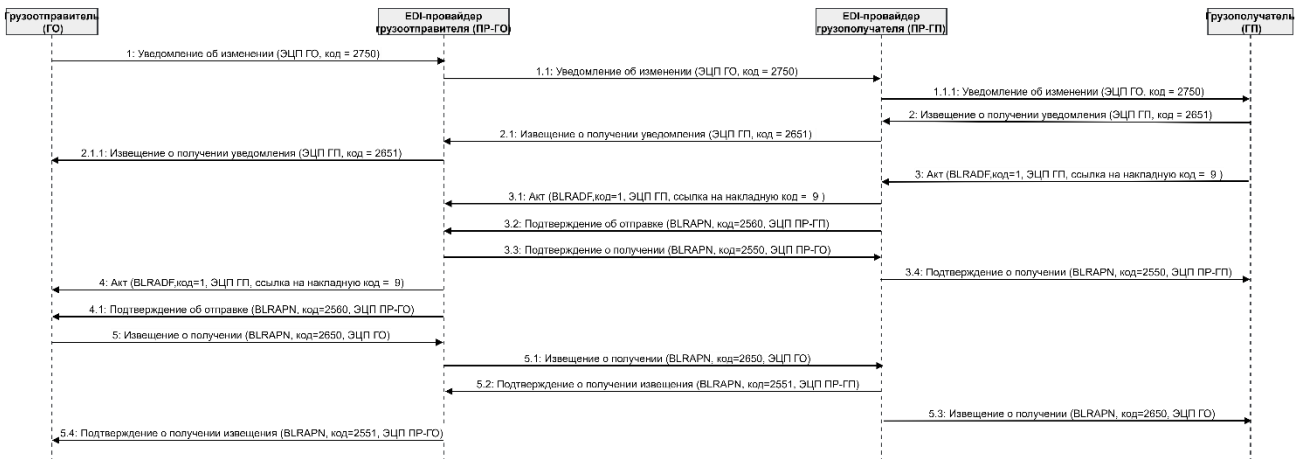 Грузоотправитель
(ГО)
EDI-провайдер
грузоотправителя (ПР-ГО)
EDI-провайдер
грузополучателя (ПР-ГП)
Грузополучатель
(ГП)
1: Уведомление об изменении (ЭЦП ГО, код = 2750)
1.1: Уведомление об изменении (ЭЦП ГО, код = 2750)
1.1.1: Уведомление об изменении (ЭЦП ГО, код = 2750)
2: Извещение о получении уведомления (ЭЦП ГП, код = 2651)
2.1: Извещение о получении уведомления (ЭЦП ГП, код = 2651)
2.1.1: Извещение о получении уведомления (ЭЦП ГП, код = 2651)
3: Акт (BLRADF,код=1, ЭЦП ГП, ссылка на накладную код = 9 )
3.1: Акт (BLRADF,код=1, ЭЦП ГП, ссылка на накладную код = 9 )
3.2: Подтверждение об отправке (BLRAPN, код=2560, ЭЦП ПР-ГП)
3.3: Подтверждение о получении (BLRAPN, код=2550, ЭЦП ПР-ГО)
3.4: Подтверждение о получении (BLRAPN, код=2550, ЭЦП ПР-ГП)
4: Акт (BLRADF,код=1, ЭЦП ГП, ссылка на накладную код = 9)
4.1: Подтверждение об отправке (BLRAPN, код=2560, ЭЦП ПР-ГО)
5: Извещение о получении (BLRAPN, код=2650, ЭЦП ГО)
5.1: Извещение о получении (BLRAPN, код=2650, ЭЦП ГО)
5.2: Подтверждение о получении извещения (BLRAPN, код=2551, ЭЦП ПР-ГП)
5.3: Извещение о получении (BLRAPN, код=2650, ЭЦП ГО)
5.4: Подтверждение о получении извещения (BLRAPN, код=2551, ЭЦП ПР-ГО)